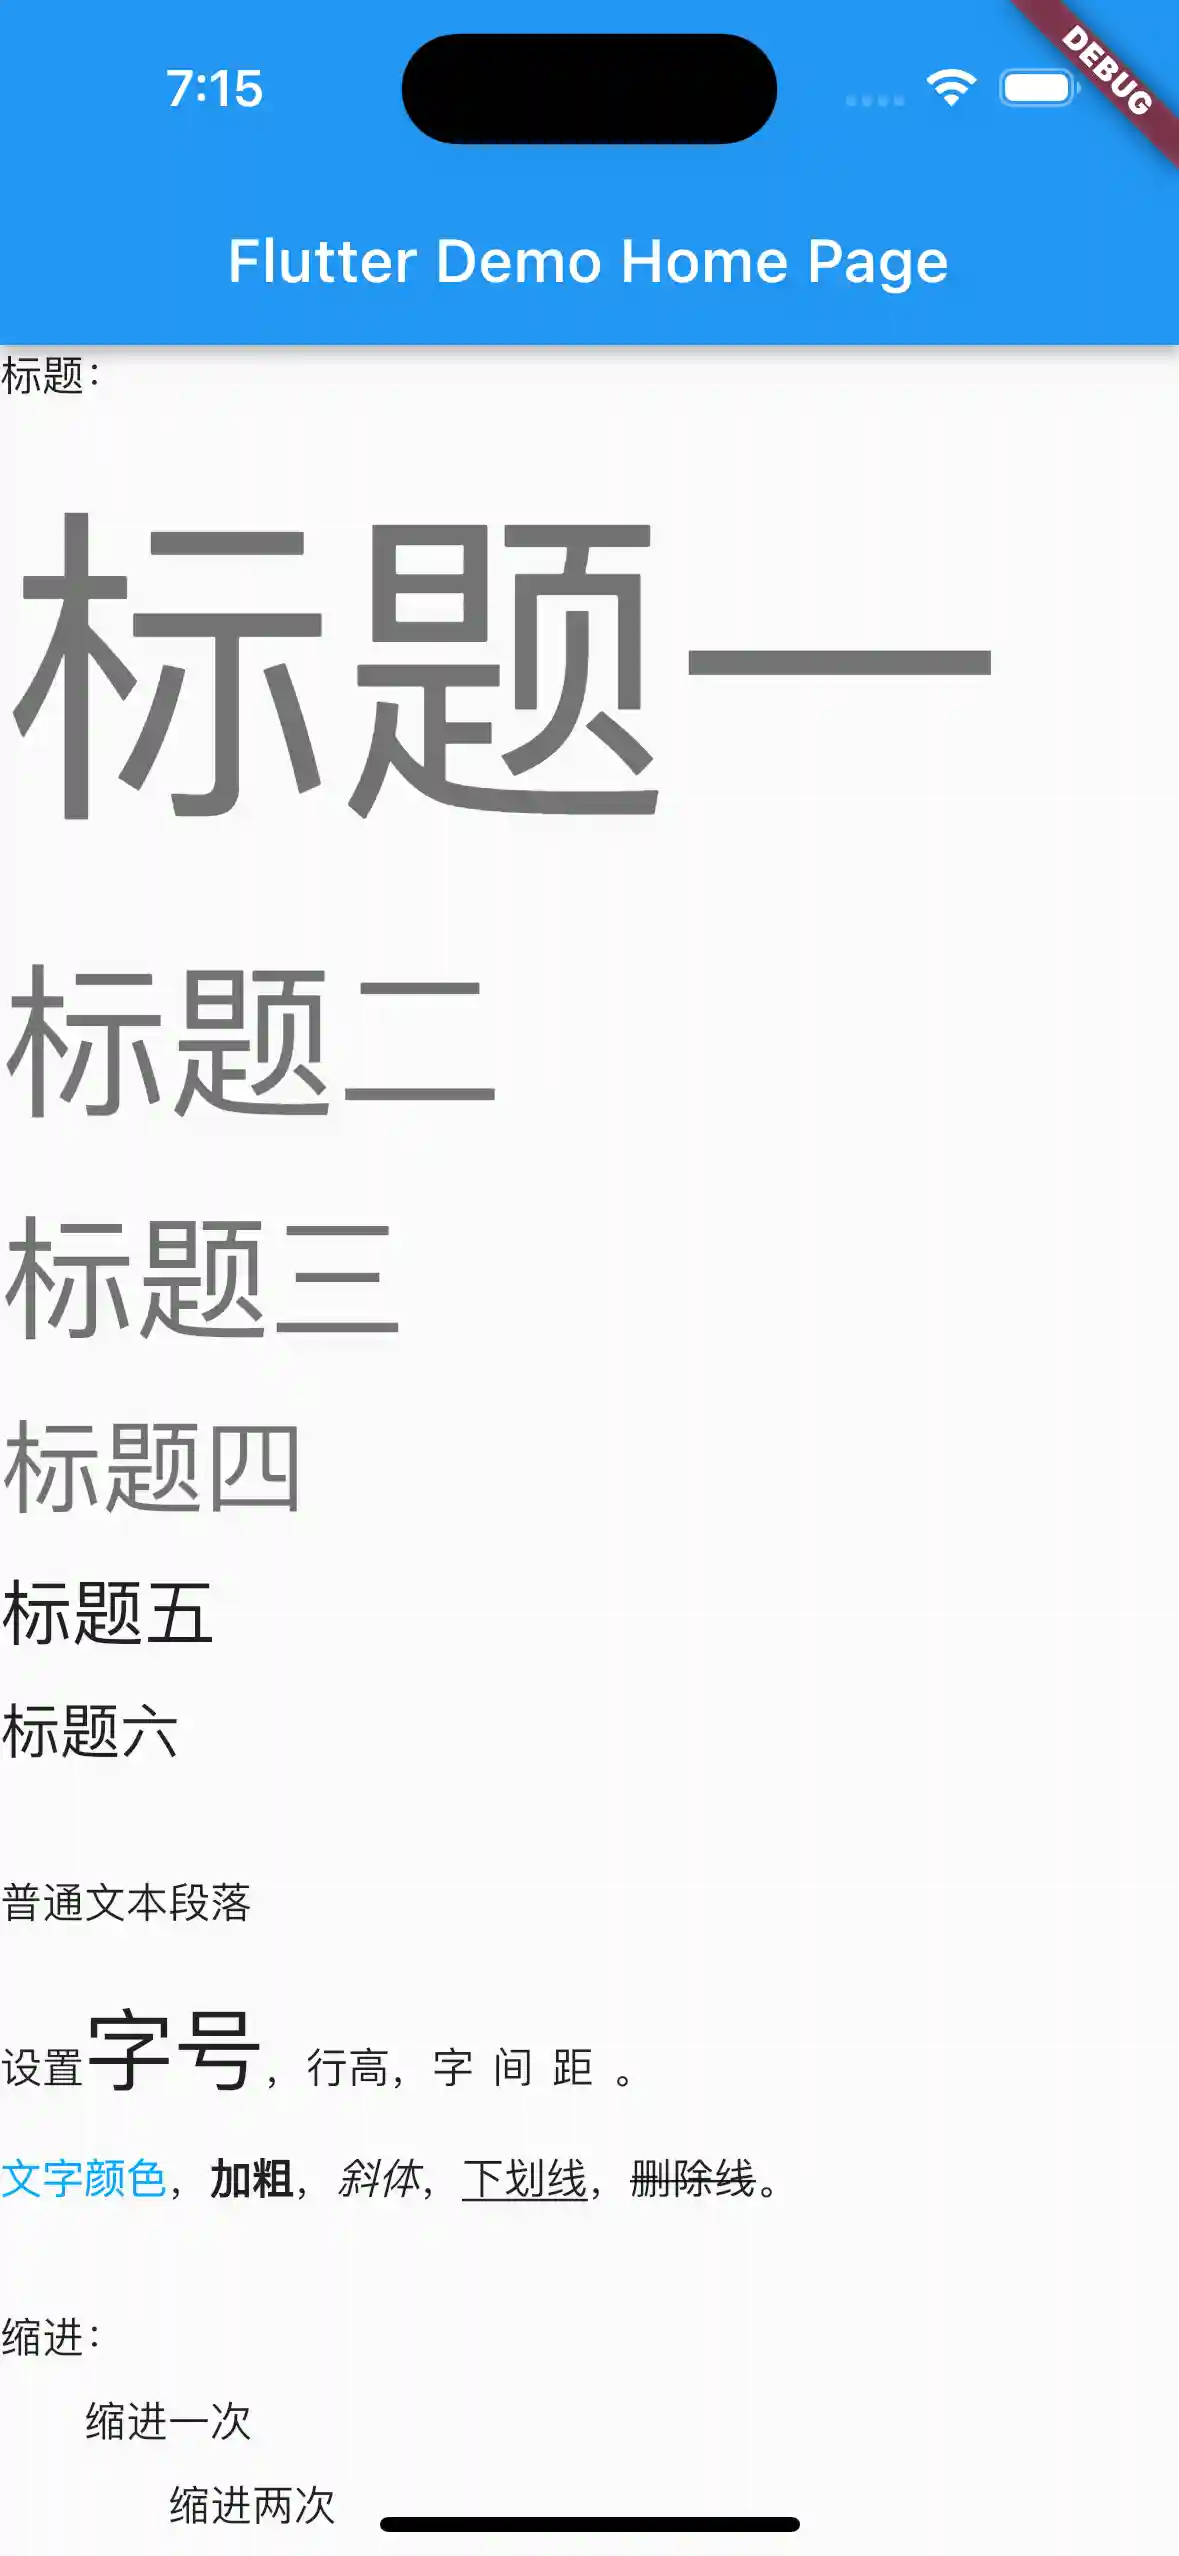 7:15
DEBUG
Flutter Demo Home Page
标题：
标题一
标题二
标题三
标题四
标题五
标题六
普通文本段落
设置字号，行高，字 间 距 。
文字颜色，加粗，斜体，下划线，删除线。
缩进：
缩进一次
缩进两次